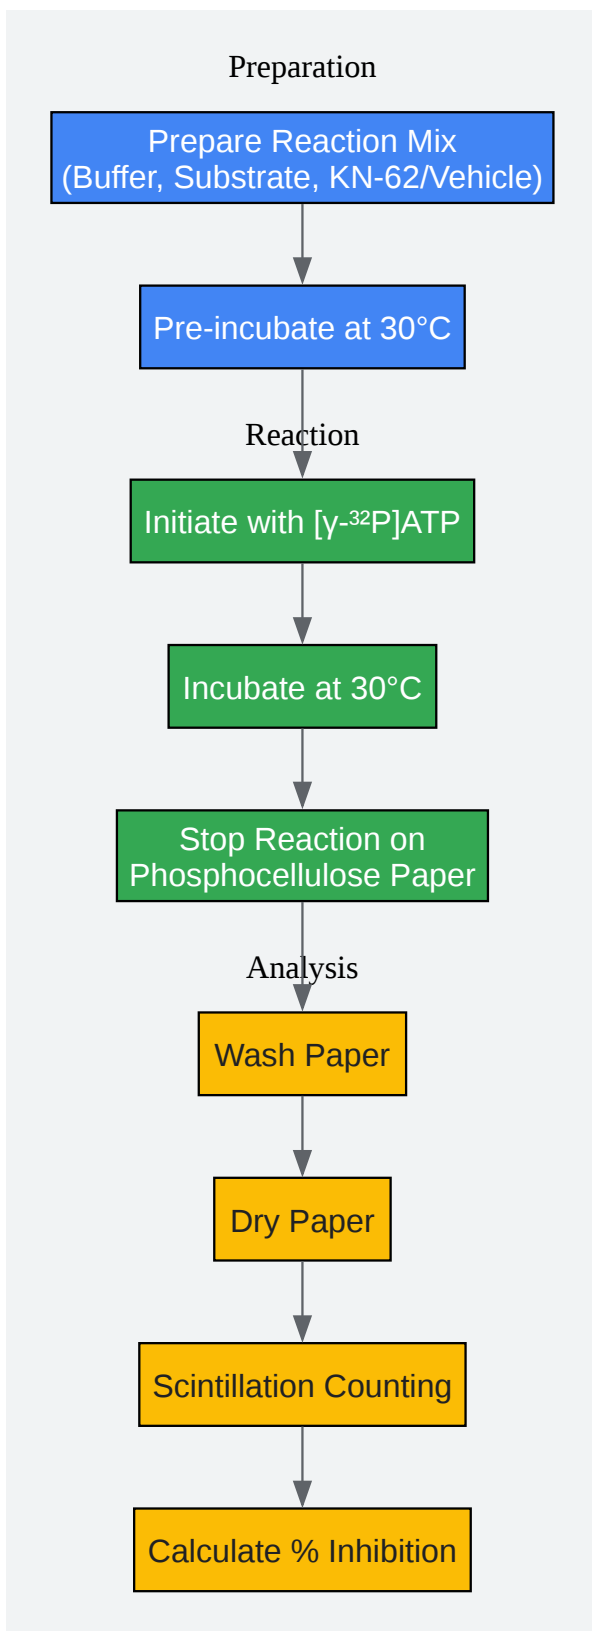 Preparation
Prepare Reaction Mix
(Buffer, Substrate, KN-62/Vehicle)
Pre-incubate at 30°C
Reaction
Initiate with [γ-³²P]ATP
Incubate at 30°C
Stop Reaction on
Phosphocellulose Paper
Analysis
Wash Paper
Dry Paper
Scintillation Counting
Calculate % Inhibition